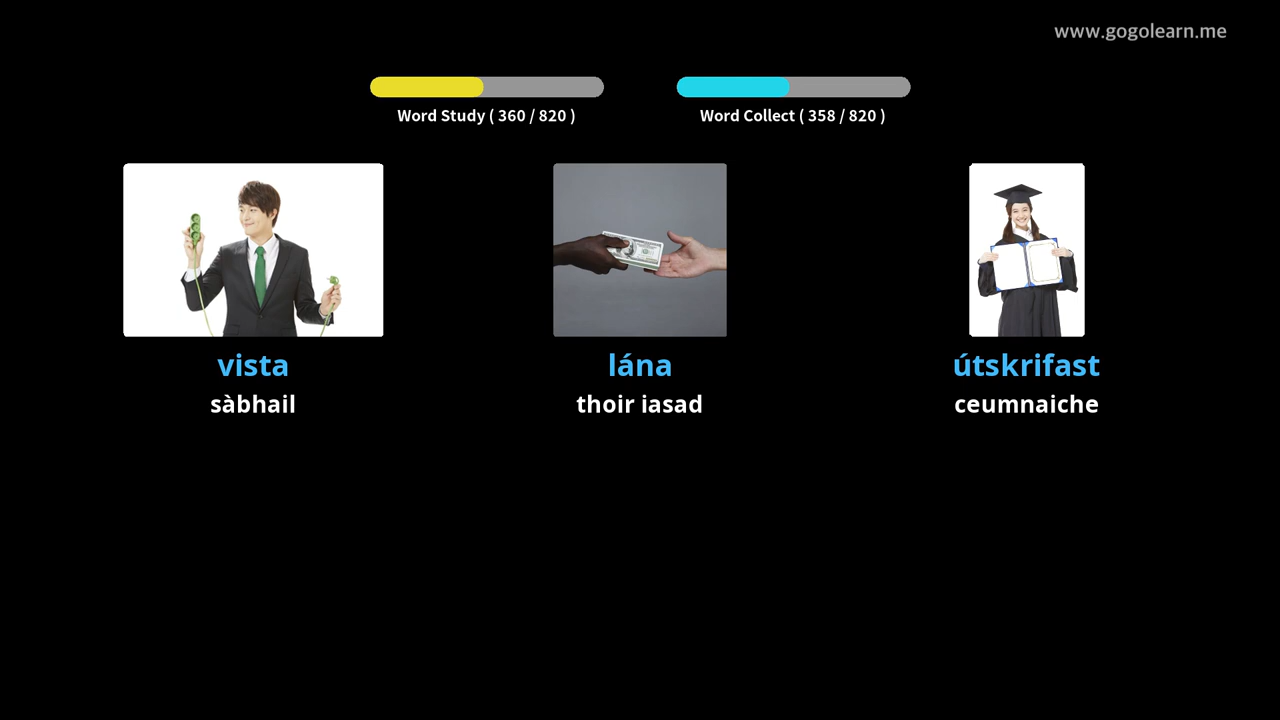 www.gogolearn.me
Word Study ( 360 / 820 )
Word Collect ( 358 / 820 )
vista
sàbhail
lána
thoir iasad
útskrifast
ceumnaiche